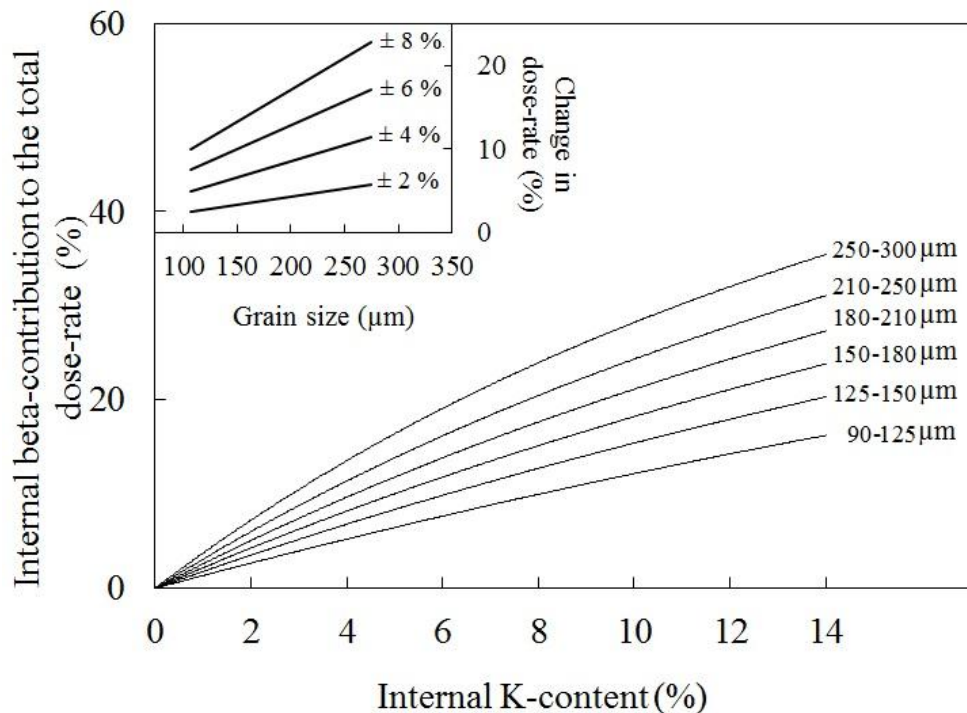 Internal beta-contribution to the total
dose-rate (%)
60
40
20
0
± 8 %
± 6 %
± 4 %
± 2 %
20
10
0
Change in
dose-rate (%)
100 150 200 250 300 350
Grain size (µm)
250-300 µm
210-250 µm
180-210 µm
150-180 µm
125-150 µm
90-125 µm
0 2 4 6 8 10 12 14
Internal K-content (%)